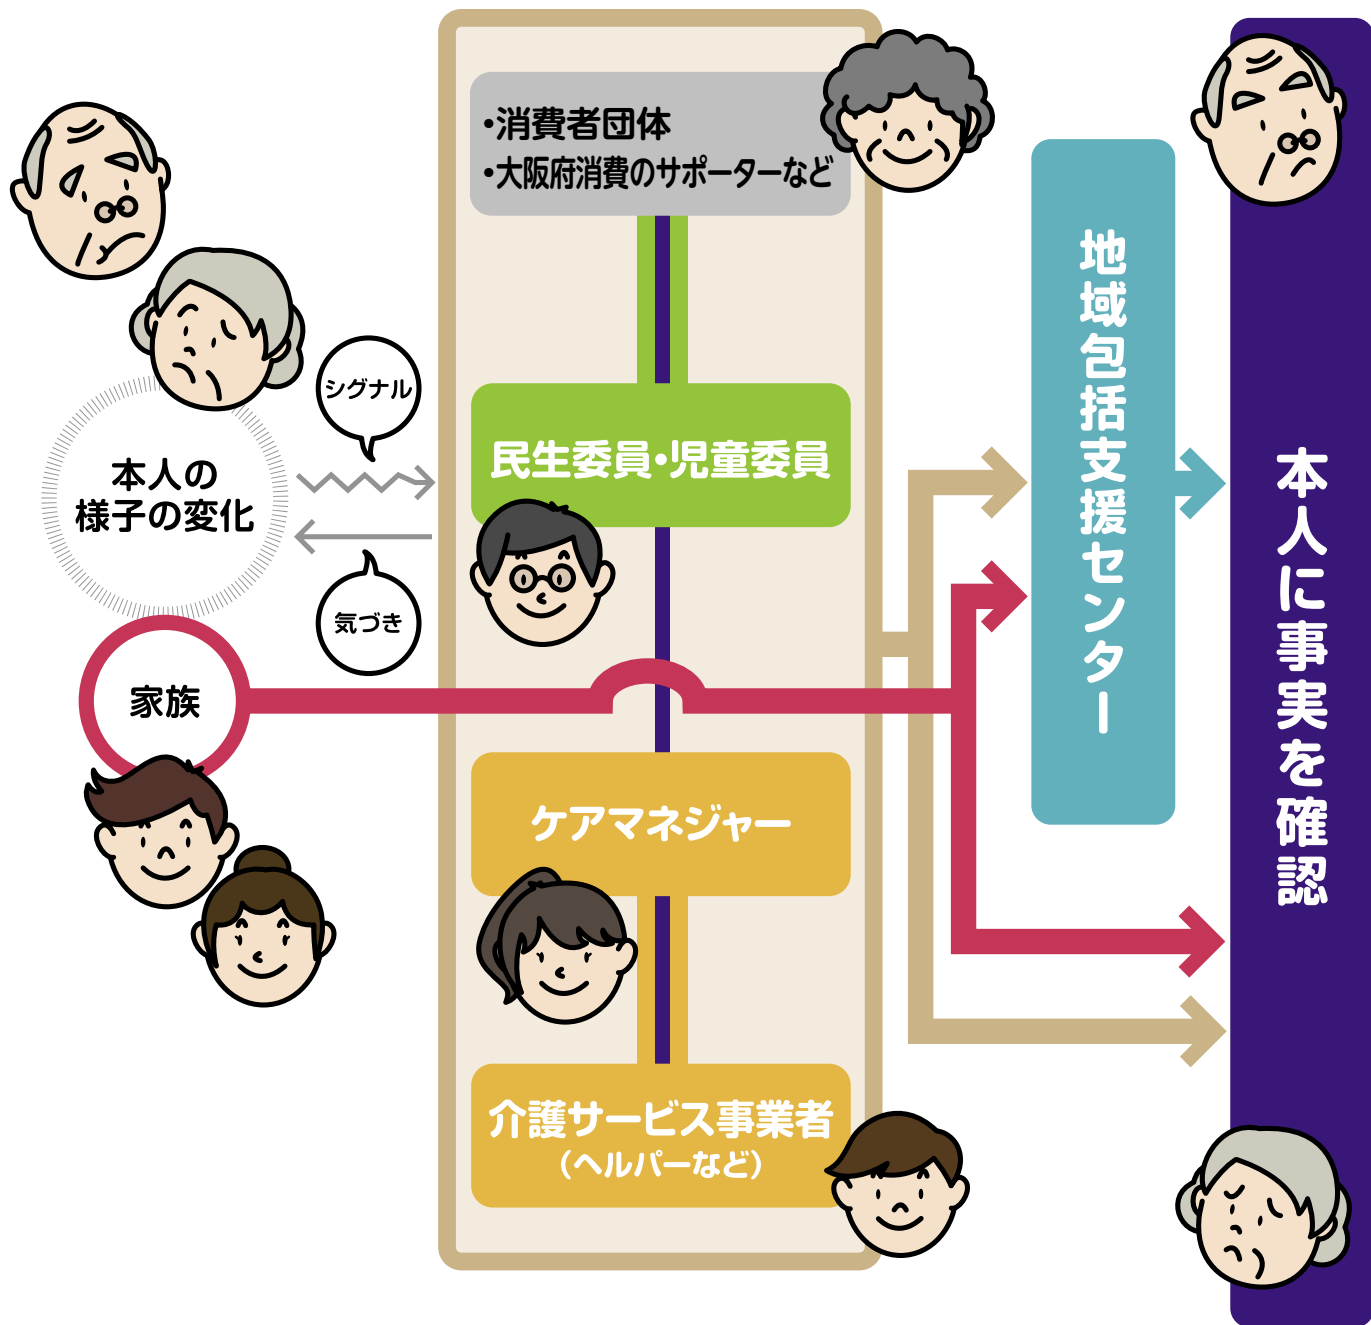 ・消費者団体
・大阪府消費のサポーターなど
シグナル
民生委員・児童委員
本人の
様子の変化
気づき
家族
ケアマネジャー
介護サービス事業者
（ヘルパーなど）
地域包括支援センター
本人に事実を確認